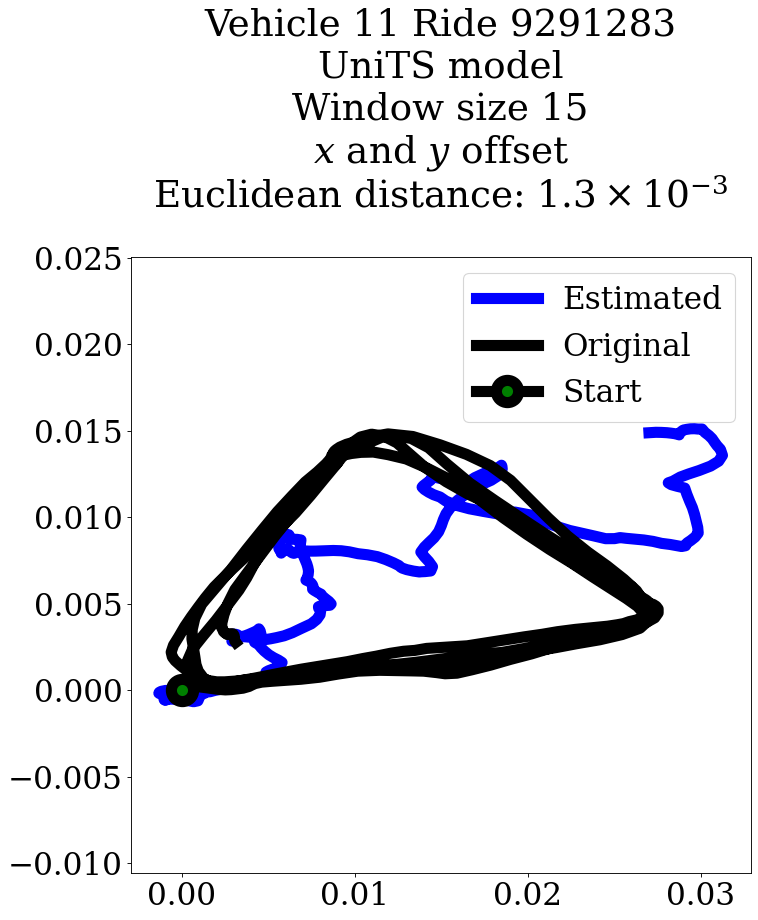 Vehicle 11 Ride 9291283
UniTS model
Window size 15
x and y offset
Euclidean distance: 1.3 × 10⁻³
0.025
Estimated
0.020
Original
Start
0.015
0.010
0.005
0.000
−0.005
−0.010
0.00 0.01 0.02 0.03